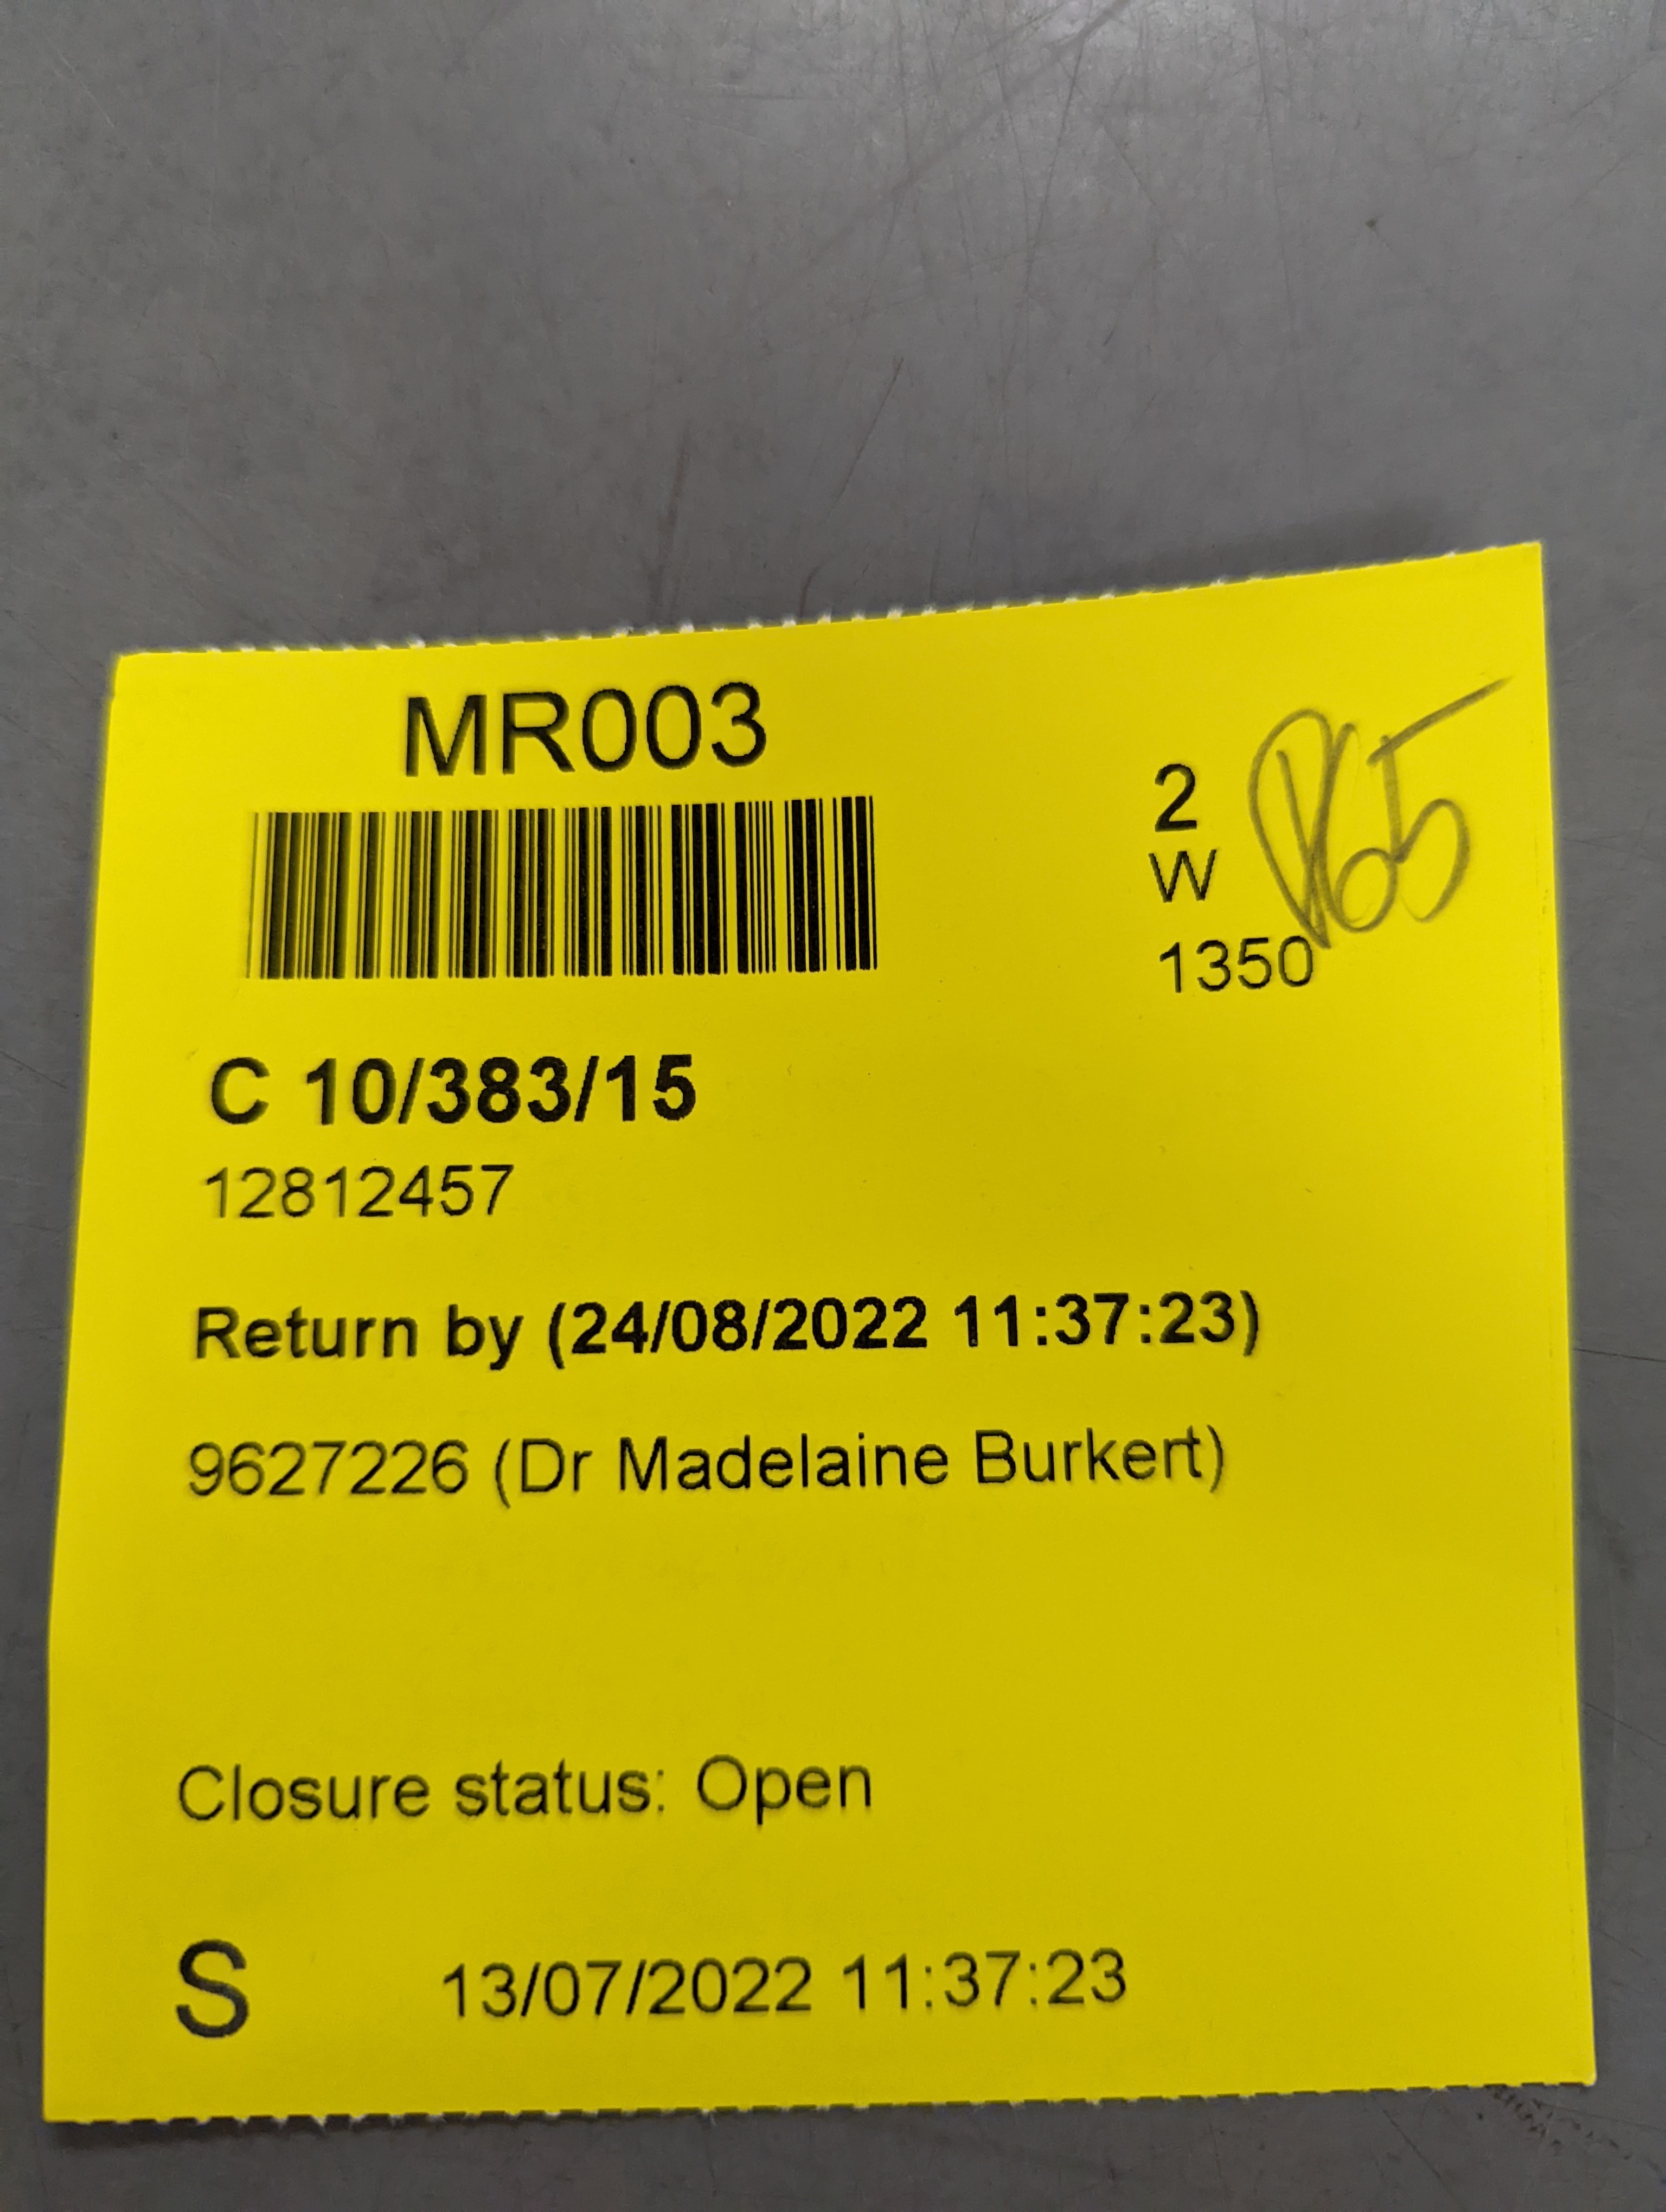 MR003
2
W
1350
C 10/383/15
12812457
Return by (24/08/2022 11:37:23)
9627226 (Dr Madelaine Burkert)
Closure status: Open
S 13/07/2022 11:37:23